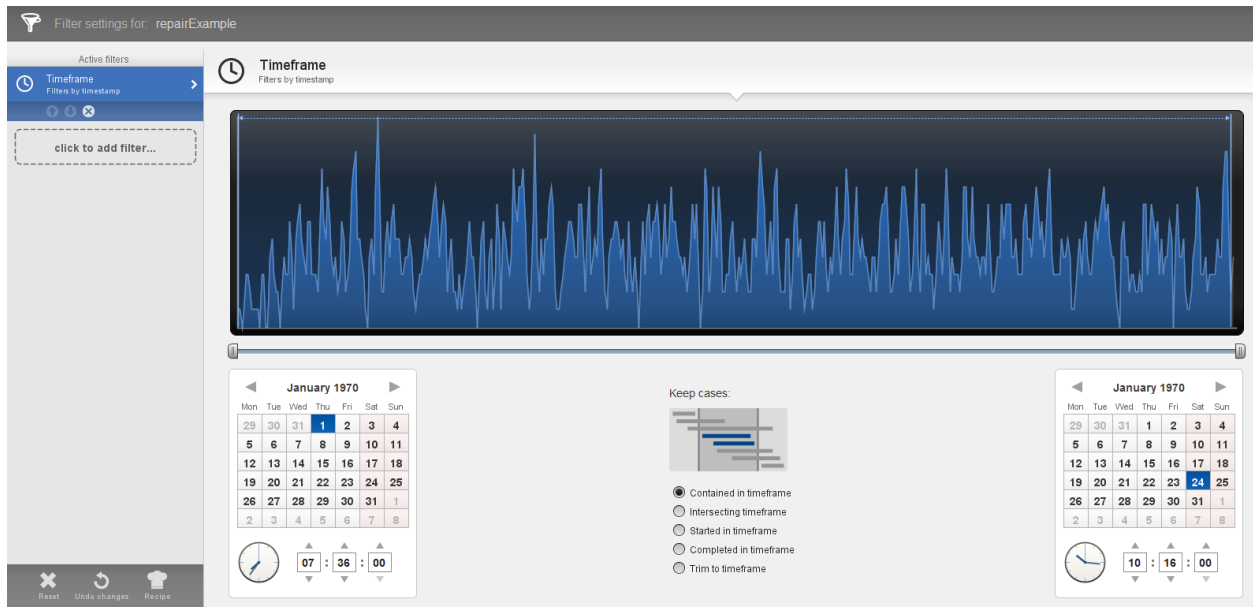 Filter settings for: repairExample
Active filters
Timeframe
Filters by timestamp
click to add filter...
Reset Undo changes Recipe
Timeframe
Filters by timestamp
January 1970
Mon Tue Wed Thu Fri Sat Sun
29 30 31 1 2 3 4
5 6 7 8 9 10 11
12 13 14 15 16 17 18
19 20 21 22 23 24 25
26 27 28 29 30 31 1
2 3 4 5 6 7 8
07 : 36 : 00
Keep cases:
Contained in timeframe
Intersecting timeframe
Started in timeframe
Completed in timeframe
Trim to timeframe
January 1970
Mon Tue Wed Thu Fri Sat Sun
29 30 31 1 2 3 4
5 6 7 8 9 10 11
12 13 14 15 16 17 18
19 20 21 22 23 24 25
26 27 28 29 30 31 1
2 3 4 5 6 7 8
10 : 16 : 00